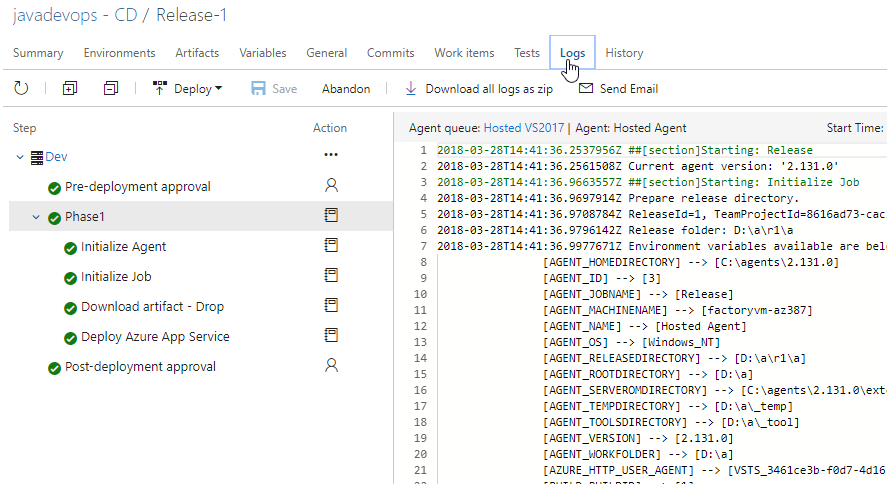 javadevops - CD / Release-1
Summary Environments Artifacts Variables General Commits Work items Tests Logs History
Deploy Save Abandon Download all logs as zip Send Email
Step Action
Dev ...
Pre-deployment approval
Phase1
Initialize Agent
Initialize Job
Download artifact - Drop
Deploy Azure App Service
Post-deployment approval
Agent queue: Hosted VS2017 | Agent: Hosted Agent Start Time:
1 2018-03-28T14:41:36.2537956Z ##[section]Starting: Release
2 2018-03-28T14:41:36.2561508Z Current agent version: '2.131.0'
3 2018-03-28T14:41:36.9663557Z ##[section]Starting: Initialize Job
4 2018-03-28T14:41:36.9697914Z Prepare release directory.
5 2018-03-28T14:41:36.9708784Z ReleaseId=1, TeamProjectId=8616ad73-cac
6 2018-03-28T14:41:36.9796142Z Release folder: D:\a\r1\a
7 2018-03-28T14:41:36.9977671Z Environment variables available are bel
8 [AGENT_HOMEDIRECTORY] --> [C:\agents\2.131.0]
9 [AGENT_ID] --> [3]
10 [AGENT_JOBNAME] --> [Release]
11 [AGENT_MACHINENAME] --> [factoryvm-az387]
12 [AGENT_NAME] --> [Hosted Agent]
13 [AGENT_OS] --> [Windows_NT]
14 [AGENT_RELEASEDIRECTORY] --> [D:\a\r1\a]
15 [AGENT_ROOTDIRECTORY] --> [D:\a]
16 [AGENT_SERVEROMDIRECTORY] --> [C:\agents\2.131.0\ext
17 [AGENT_TEMPDIRECTORY] --> [D:\a\_temp]
18 [AGENT_TOOLSDIRECTORY] --> [D:\a\_tool]
19 [AGENT_VERSION] --> [2.131.0]
20 [AGENT_WORKFOLDER] --> [D:\a]
21 [AZURE_HTTP_USER_AGENT] --> [VSTS_3461ce3b-f0d7-4d16